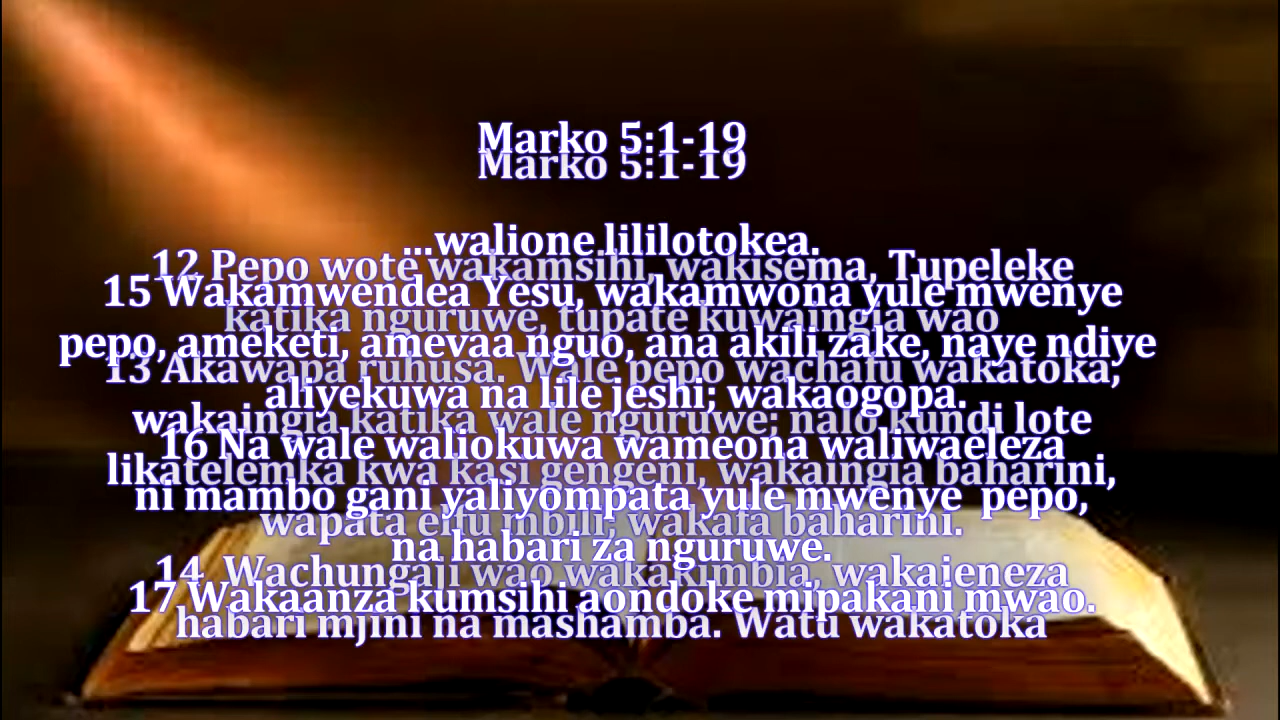 Marko 5:1-19
Marko 5:1-19
...walione lililotokea.
12 Pepo wote wakamsihi, wakisema, Tupeleke
15 Wakamwendea Yesu, wakamwona yule mwenye
katika nguruwe, tupate kuwaingia wao
pepo, ameketi, amevaa nguo, ana akili zake, naye ndiye
13 Akawapa ruhusa. Wale pepo wachafu wakatoka,
aliyekuwa na lile jeshi; wakaogopa.
wakaingia katika wale nguruwe; nalo kundi lote
16 Na wale waliokuwa wameona waliwaeleza
likatelemka kwa kasi gengeni, wakaingia baharini,
ni mambo gani yaliyompata yule mwenye pepo,
wapata elfu mbili; wakafa baharini.
na habari za nguruwe.
14 Wachungaji wao wakakimbia, wakaieneza
17 Wakaanza kumsihi aondoke mipakani mwao.
habari mjini na mashamba. Watu wakatoka